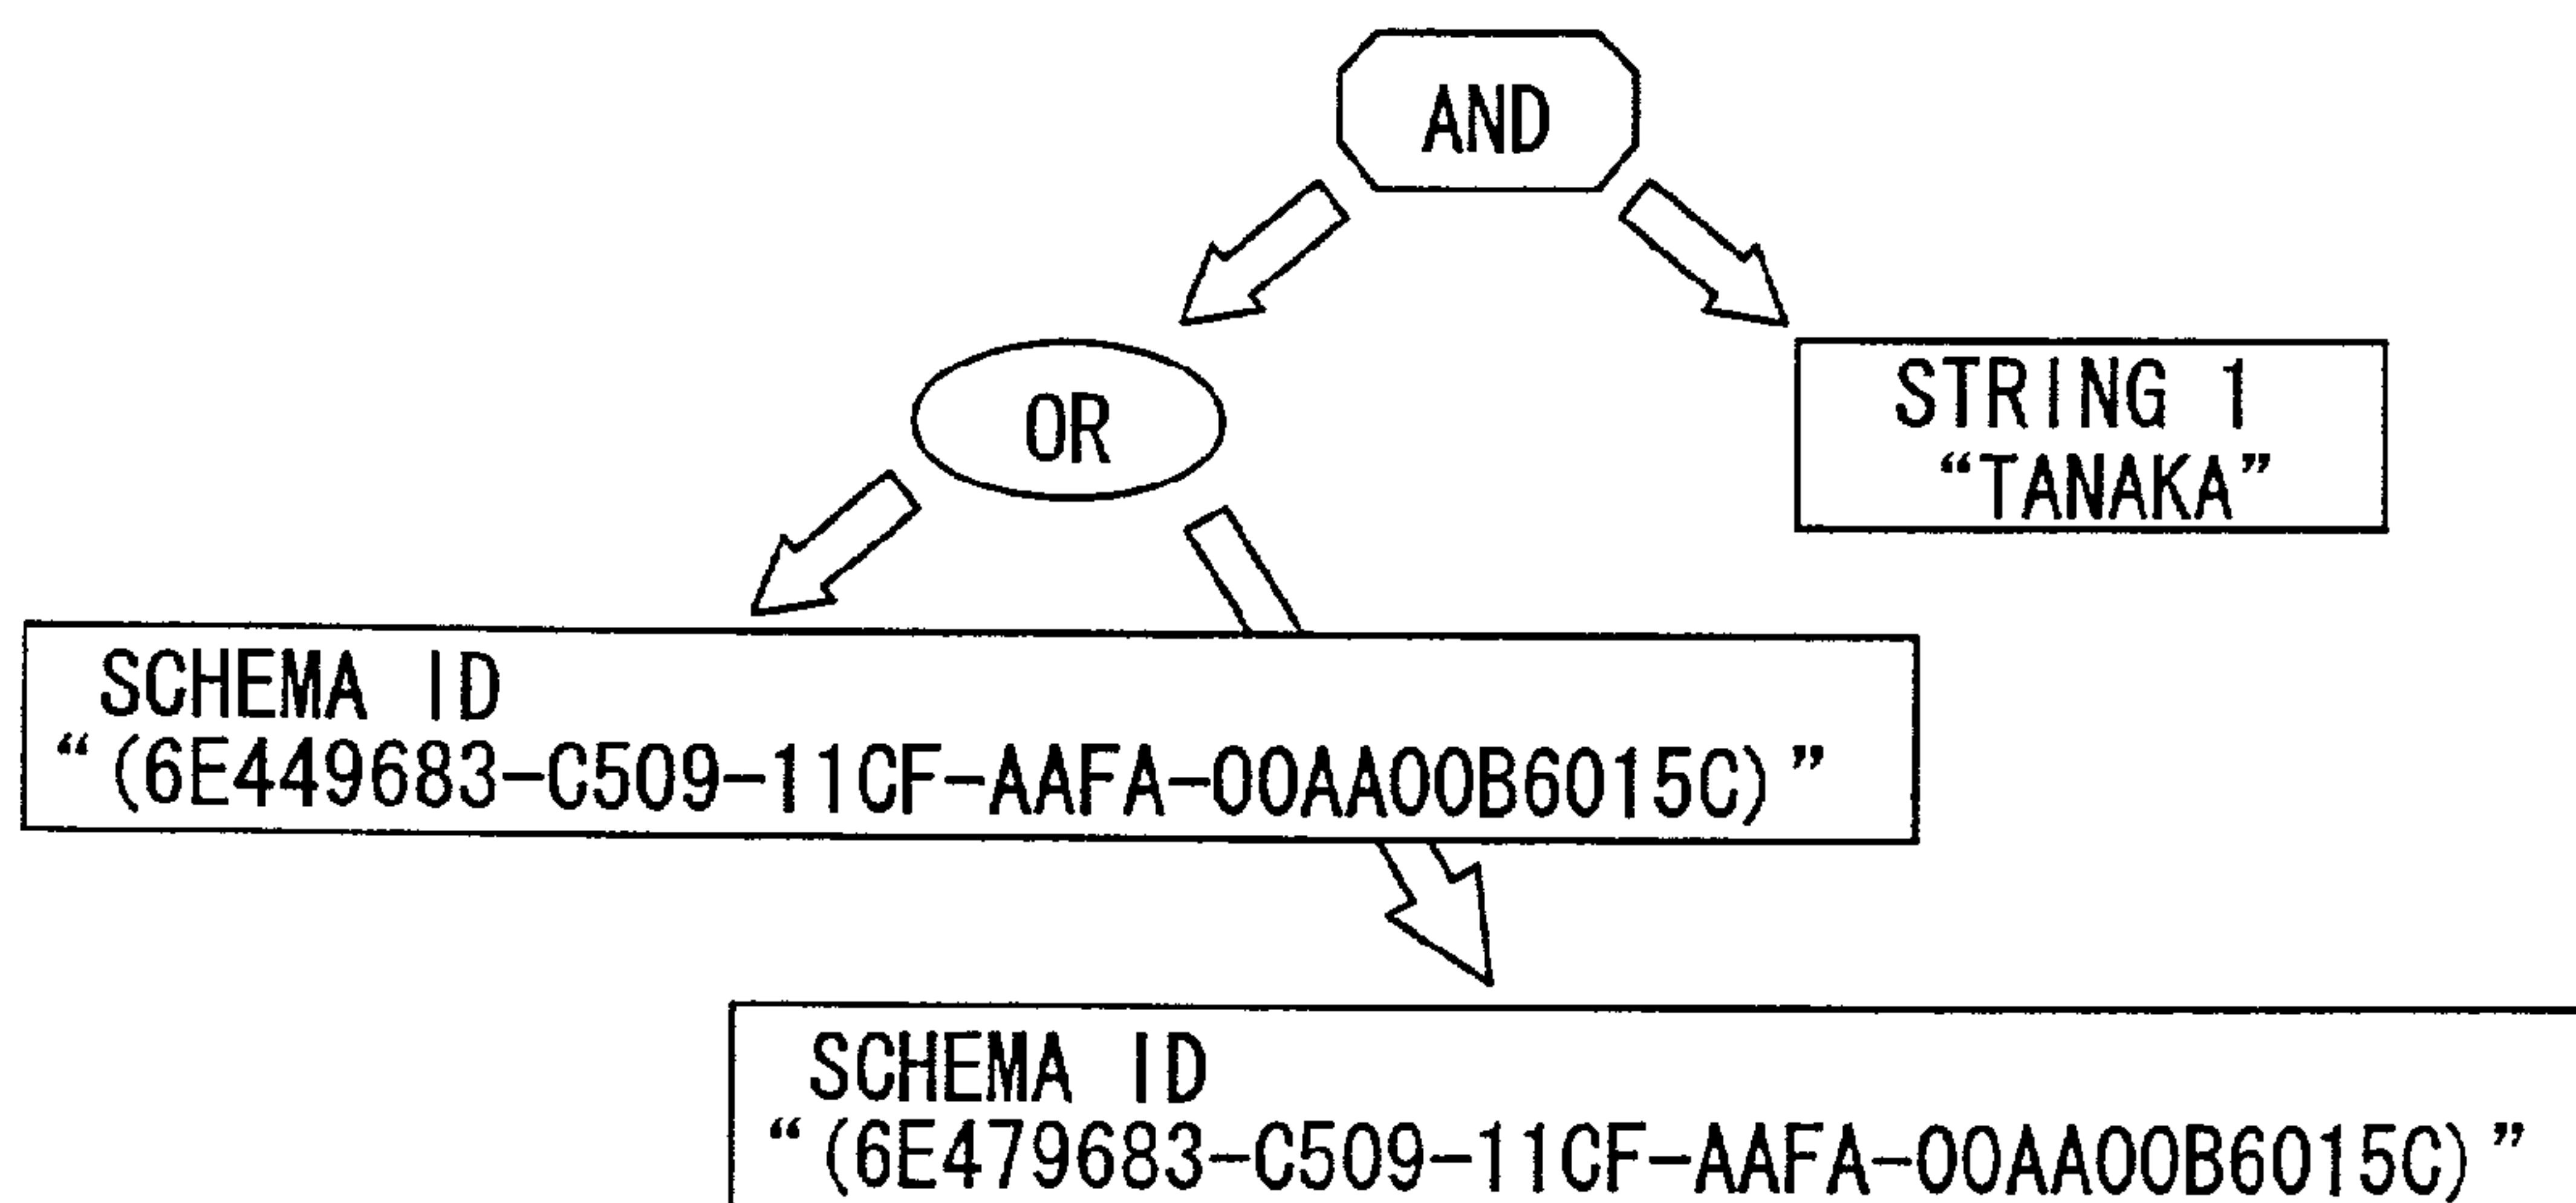 AND
OR
STRING 1
“TANAKA”
SCHEMA ID
“(6E449683-C509-11CF-AAFA-00AA00B6015C)”
SCHEMA ID
“(6E479683-C509-11CF-AAFA-00AA00B6015C)”